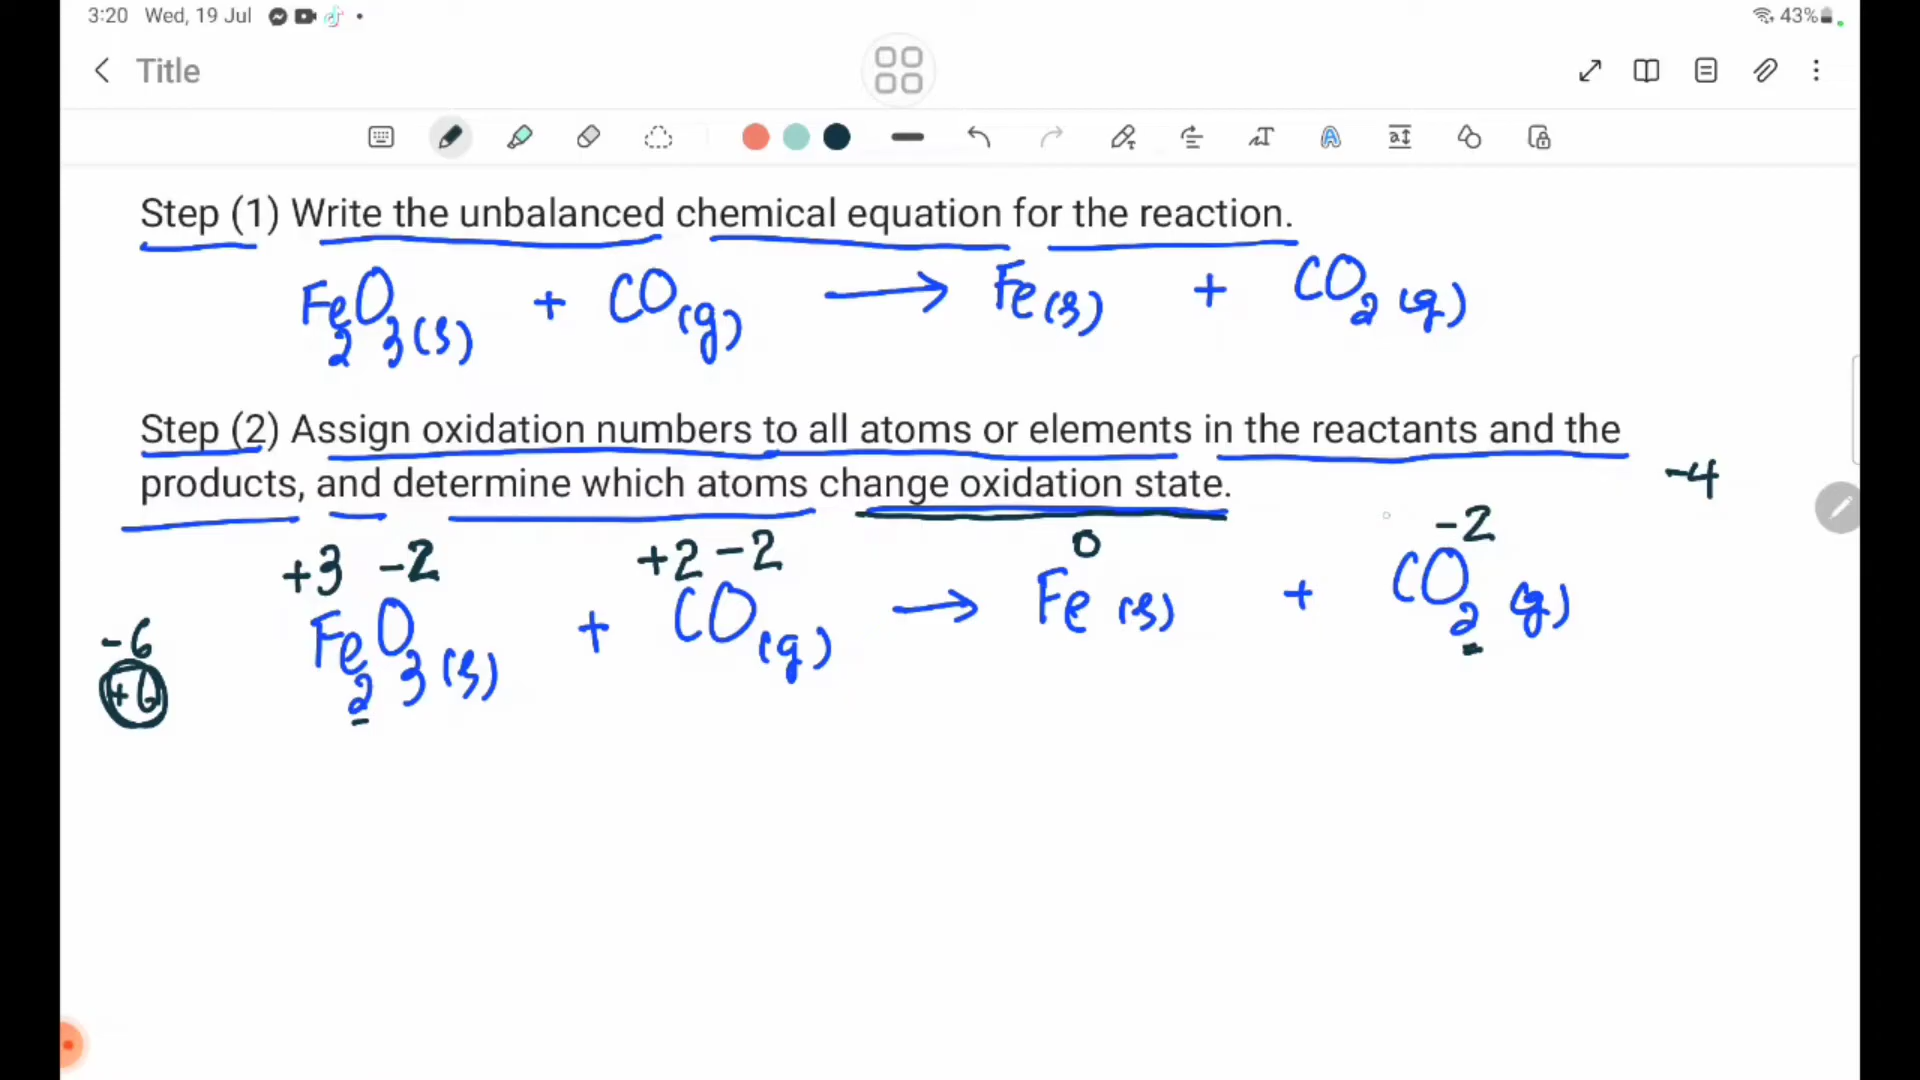 3:20 Wed, 19 Jul
43%
Title
Step (1) Write the unbalanced chemical equation for the reaction.
Fe₂O₃(s) + CO(g) → Fe(s) + CO₂(g)
Step (2) Assign oxidation numbers to all atoms or elements in the reactants and the
products, and determine which atoms change oxidation state.
-4
+3 -2 +2 -2 0 -2
Fe₂O₃(s) + CO(g) → Fe(s) + CO₂(g)
-6
+6